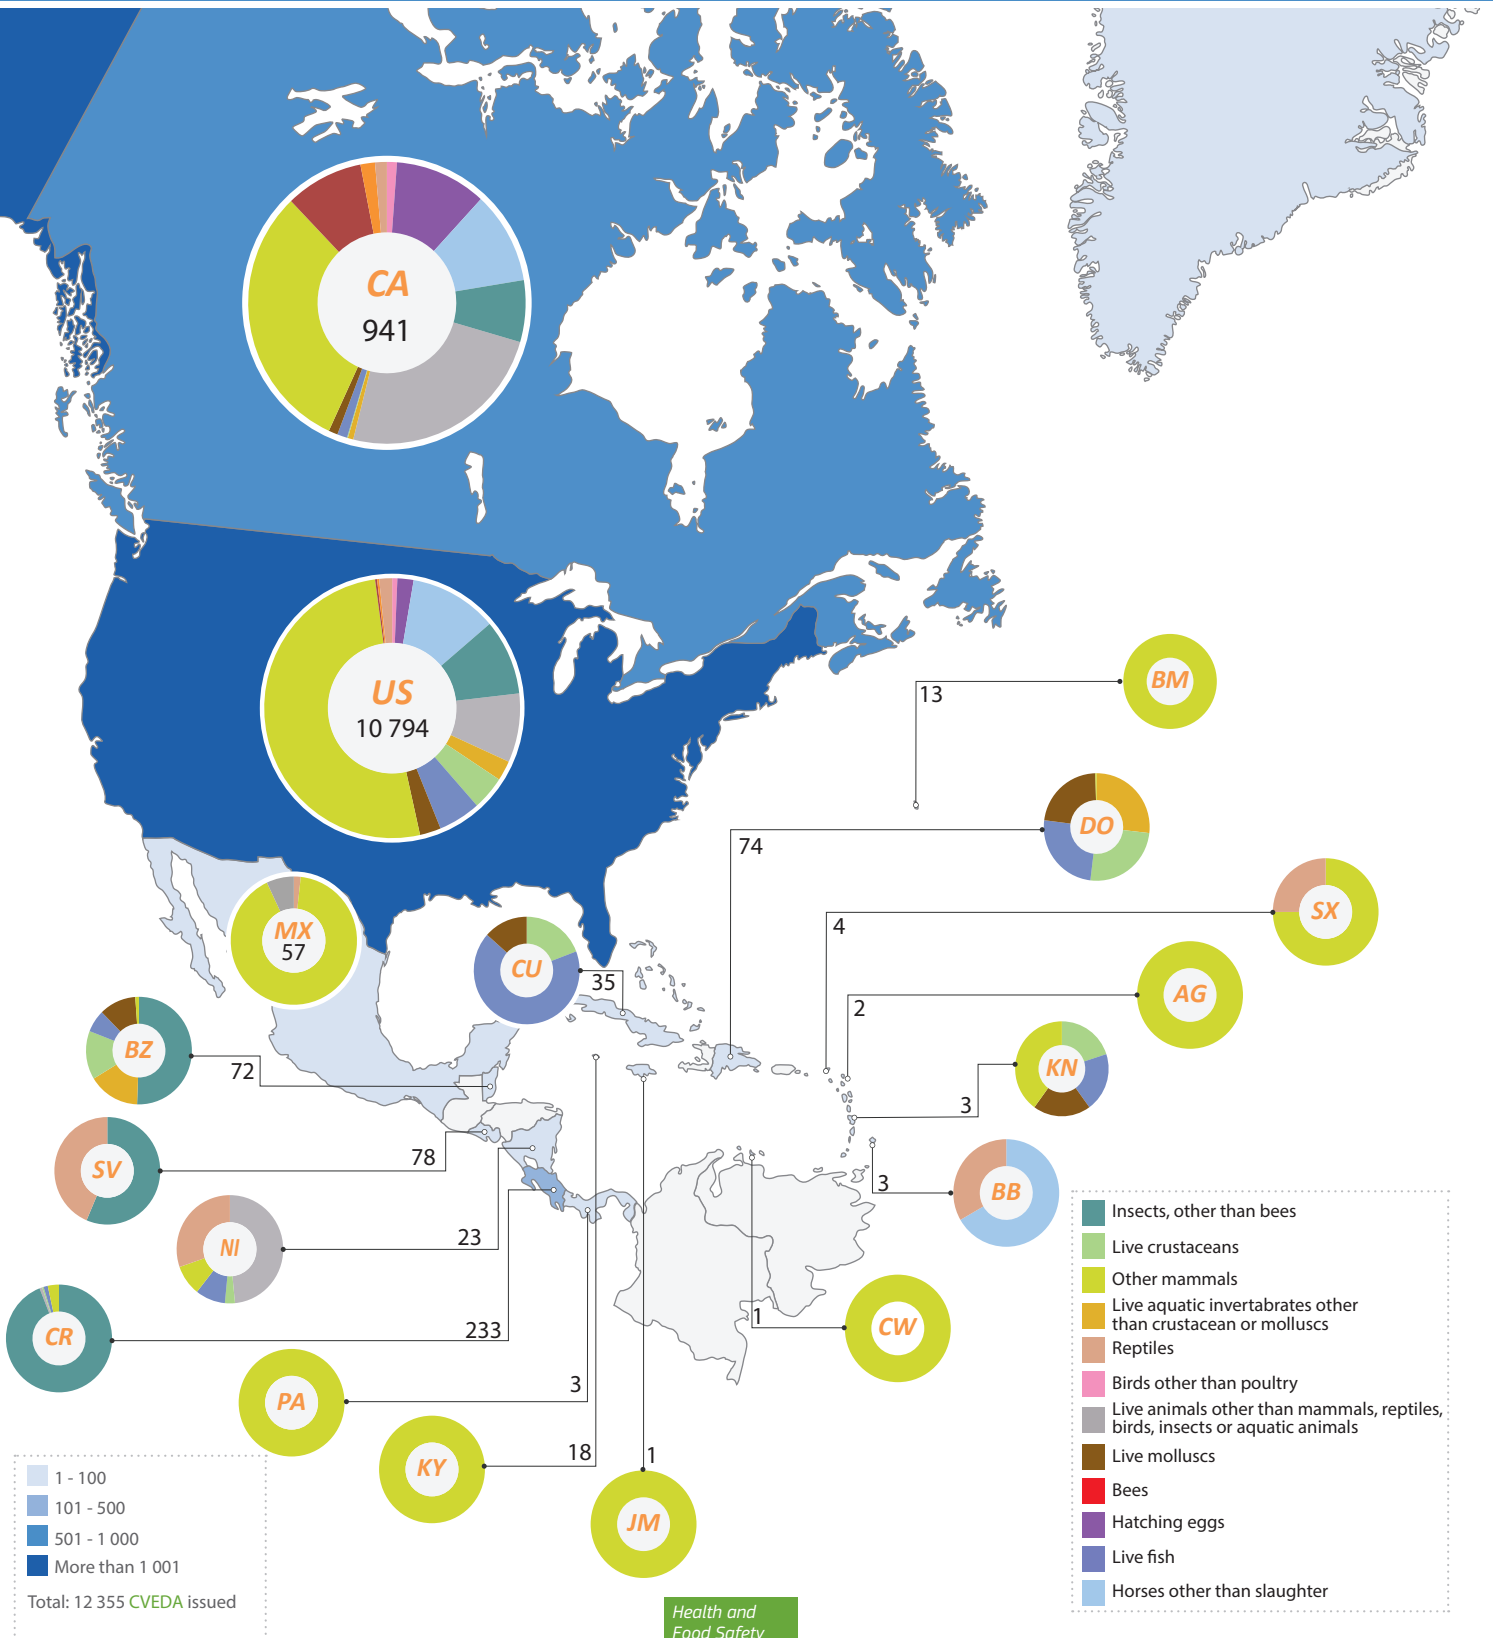 CA
941
US
10 794
BM
13
DO
74
SX
4
MX
57
CU
35
AG
2
BZ
72
KN
3
SV
78
BB
3
NI
23
CR
233
CW
1
PA
3
KY
18
JM
1
Insects, other than bees
Live crustaceans
Other mammals
Live aquatic invertabrates other
than crustacean or molluscs
Reptiles
Birds other than poultry
Live animals other than mammals, reptiles,
birds, insects or aquatic animals
Live molluscs
Bees
Hatching eggs
Live fish
Horses other than slaughter
1 - 100
101 - 500
501 - 1 000
More than 1 001
Total: 12 355 CVEDA issued
Health and
Food Safety